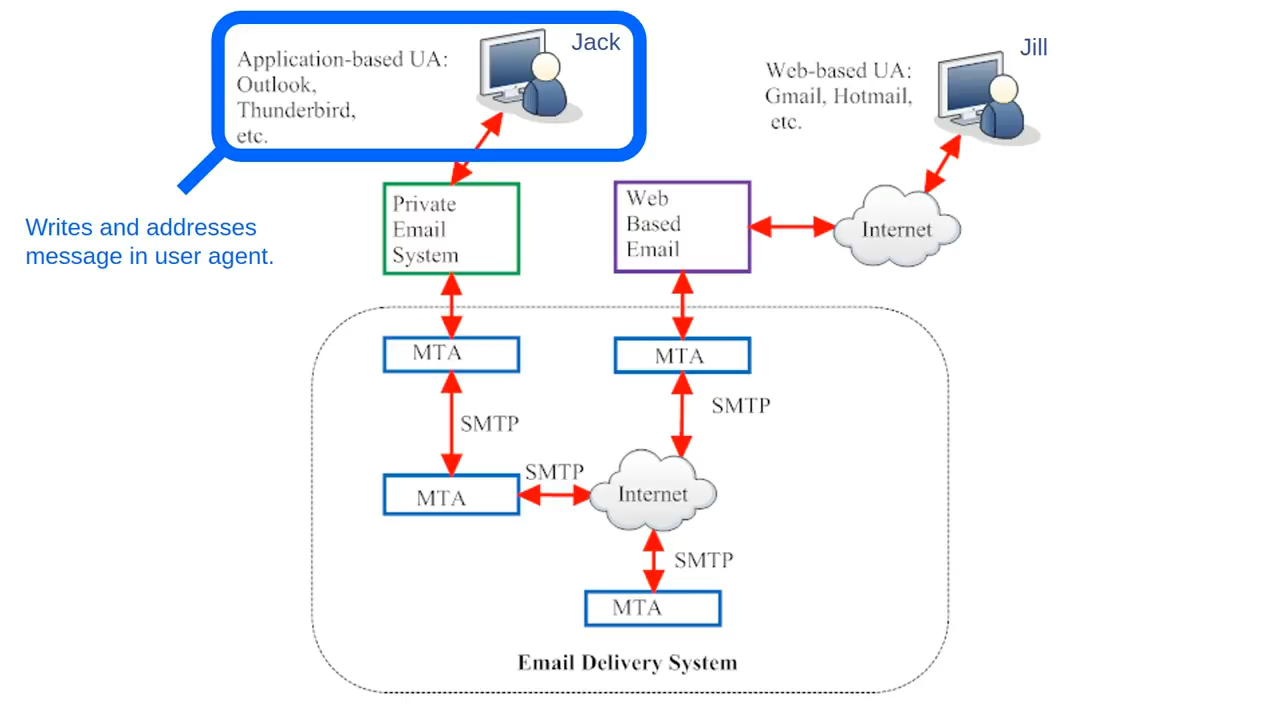 Jack
Application-based UA:
Outlook,
Thunderbird,
etc.
Jill
Web-based UA:
Gmail, Hotmail,
etc.
Writes and addresses
message in user agent.
Private
Email
System
Web
Based
Email
Internet
MTA
MTA
SMTP
SMTP
MTA
SMTP
Internet
SMTP
MTA
Email Delivery System